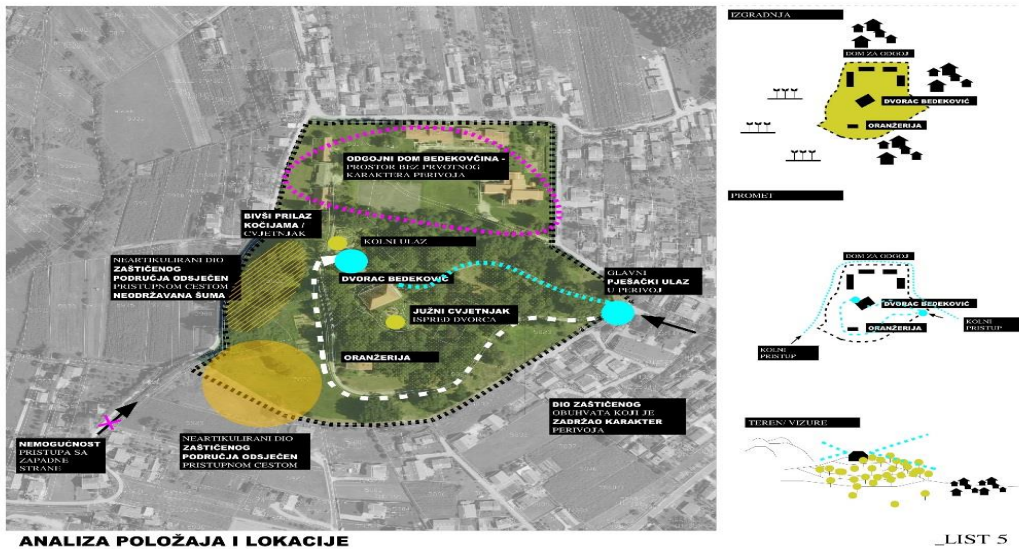 ODGOJNI DOM BEDEKOVČINA -
PROSTOR BEZ PRVOTNOG
KARAKTERA PERIVOJA
BIVŠI PRILAZ
KOČIJAMA /
CVJETNJAK
KOLNI ULAZ
NEARTIKULIRANI DIO
ZAŠTIČENOG
PODRUČJA ODSJEČEN
PRISTUPNOM CESTOM
NEODRŽAVANA ŠUMA
DVORAC BEDEKOVIĆ
GLAVNI
PJEŠAČKI ULAZ
U PERIVOJ
JUŽNI CVJETNJAK
ISPRED DVORCA
ORANŽERIJA
DIO ZAŠTIČENOG
OBUHVATA KOJI JE
ZADRŽAO KARAKTER
PERIVOJA
NEMOGUĆNOST
PRISTUPA SA
ZAPADNE
STRANE
NEARTIKULIRANI DIO
ZAŠTIČENOG
PODRUČJA ODSJEČEN
PRISTUPNOM CESTOM
ANALIZA POLOŽAJA I LOKACIJE
IZGRADNJA
DOM ZA ODGOJ
DVORAC BEDEKOVIĆ
ORANŽERIJA
PROMET
DOM ZA ODGOJ
DVORAC BEDEKOVIĆ
ORANŽERIJA
KOLNI
PRISTUP
KOLNI
PRISTUP
TEREN/ VIZURE
_LIST 5